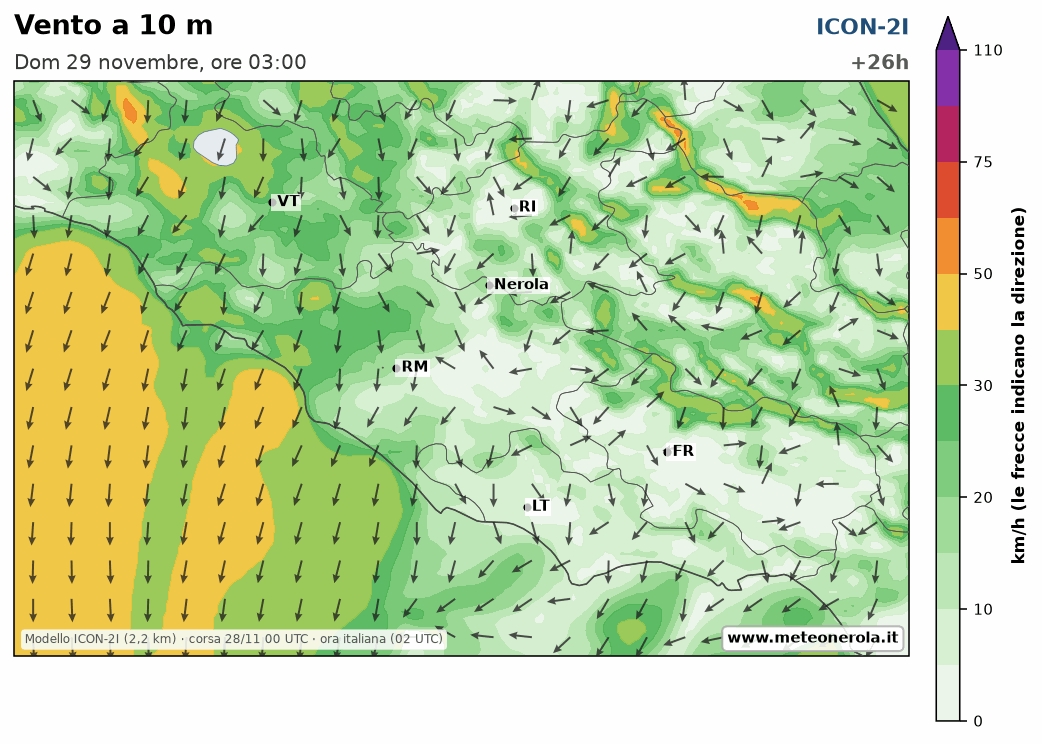 Vento a 10 m
ICON-2I
Dom 29 novembre, ore 03:00
+26h
VT
RI
Nerola
RM
FR
LT
Modello ICON-2I (2,2 km) · corsa 28/11 00 UTC · ora italiana (02 UTC)
www.meteonerola.it
110
75
50
30
20
10
0
km/h (le frecce indicano la direzione)